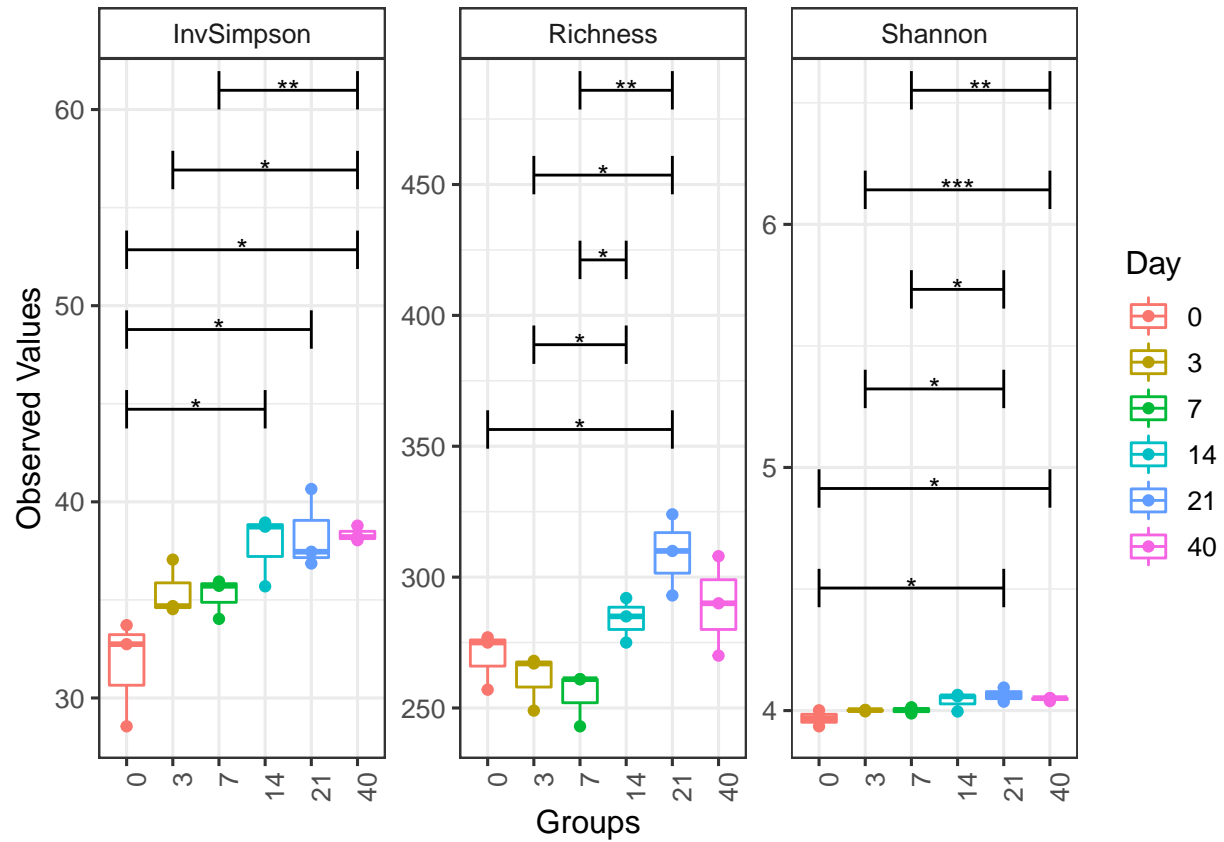 InvSimpson Richness Shannon
** ** **
60
* * ***
450 6
* * *
50 400
* * *
350 5
* * *
40
*
300
30 250 4
0 3 7 14 21 40 0 3 7 14 21 40 0 3 7 14 21 40
Observed Values
Groups
Day
0
3
7
14
21
40